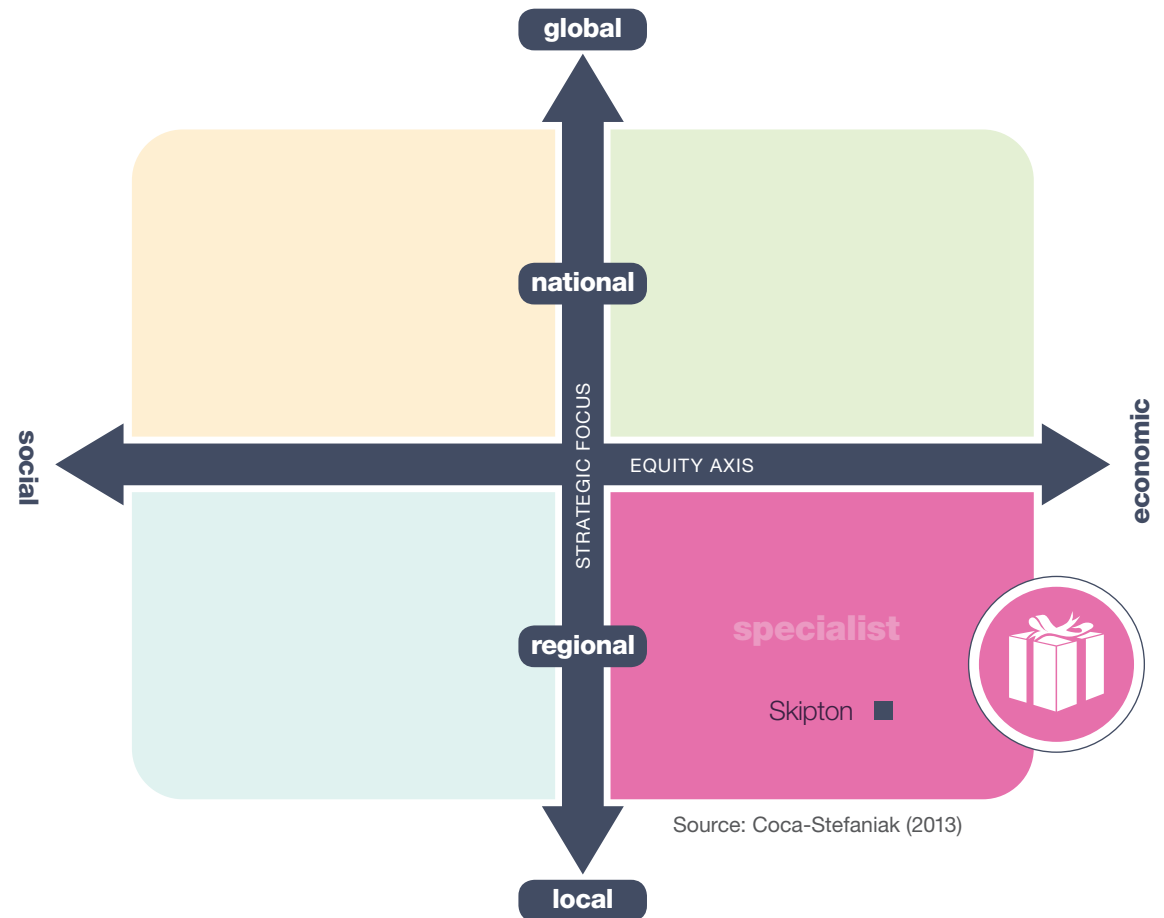 global
national
social
STRATEGIC FOCUS
EQUITY AXIS
economic
specialist
regional
Skipton
Source: Coca-Stefaniak (2013)
local